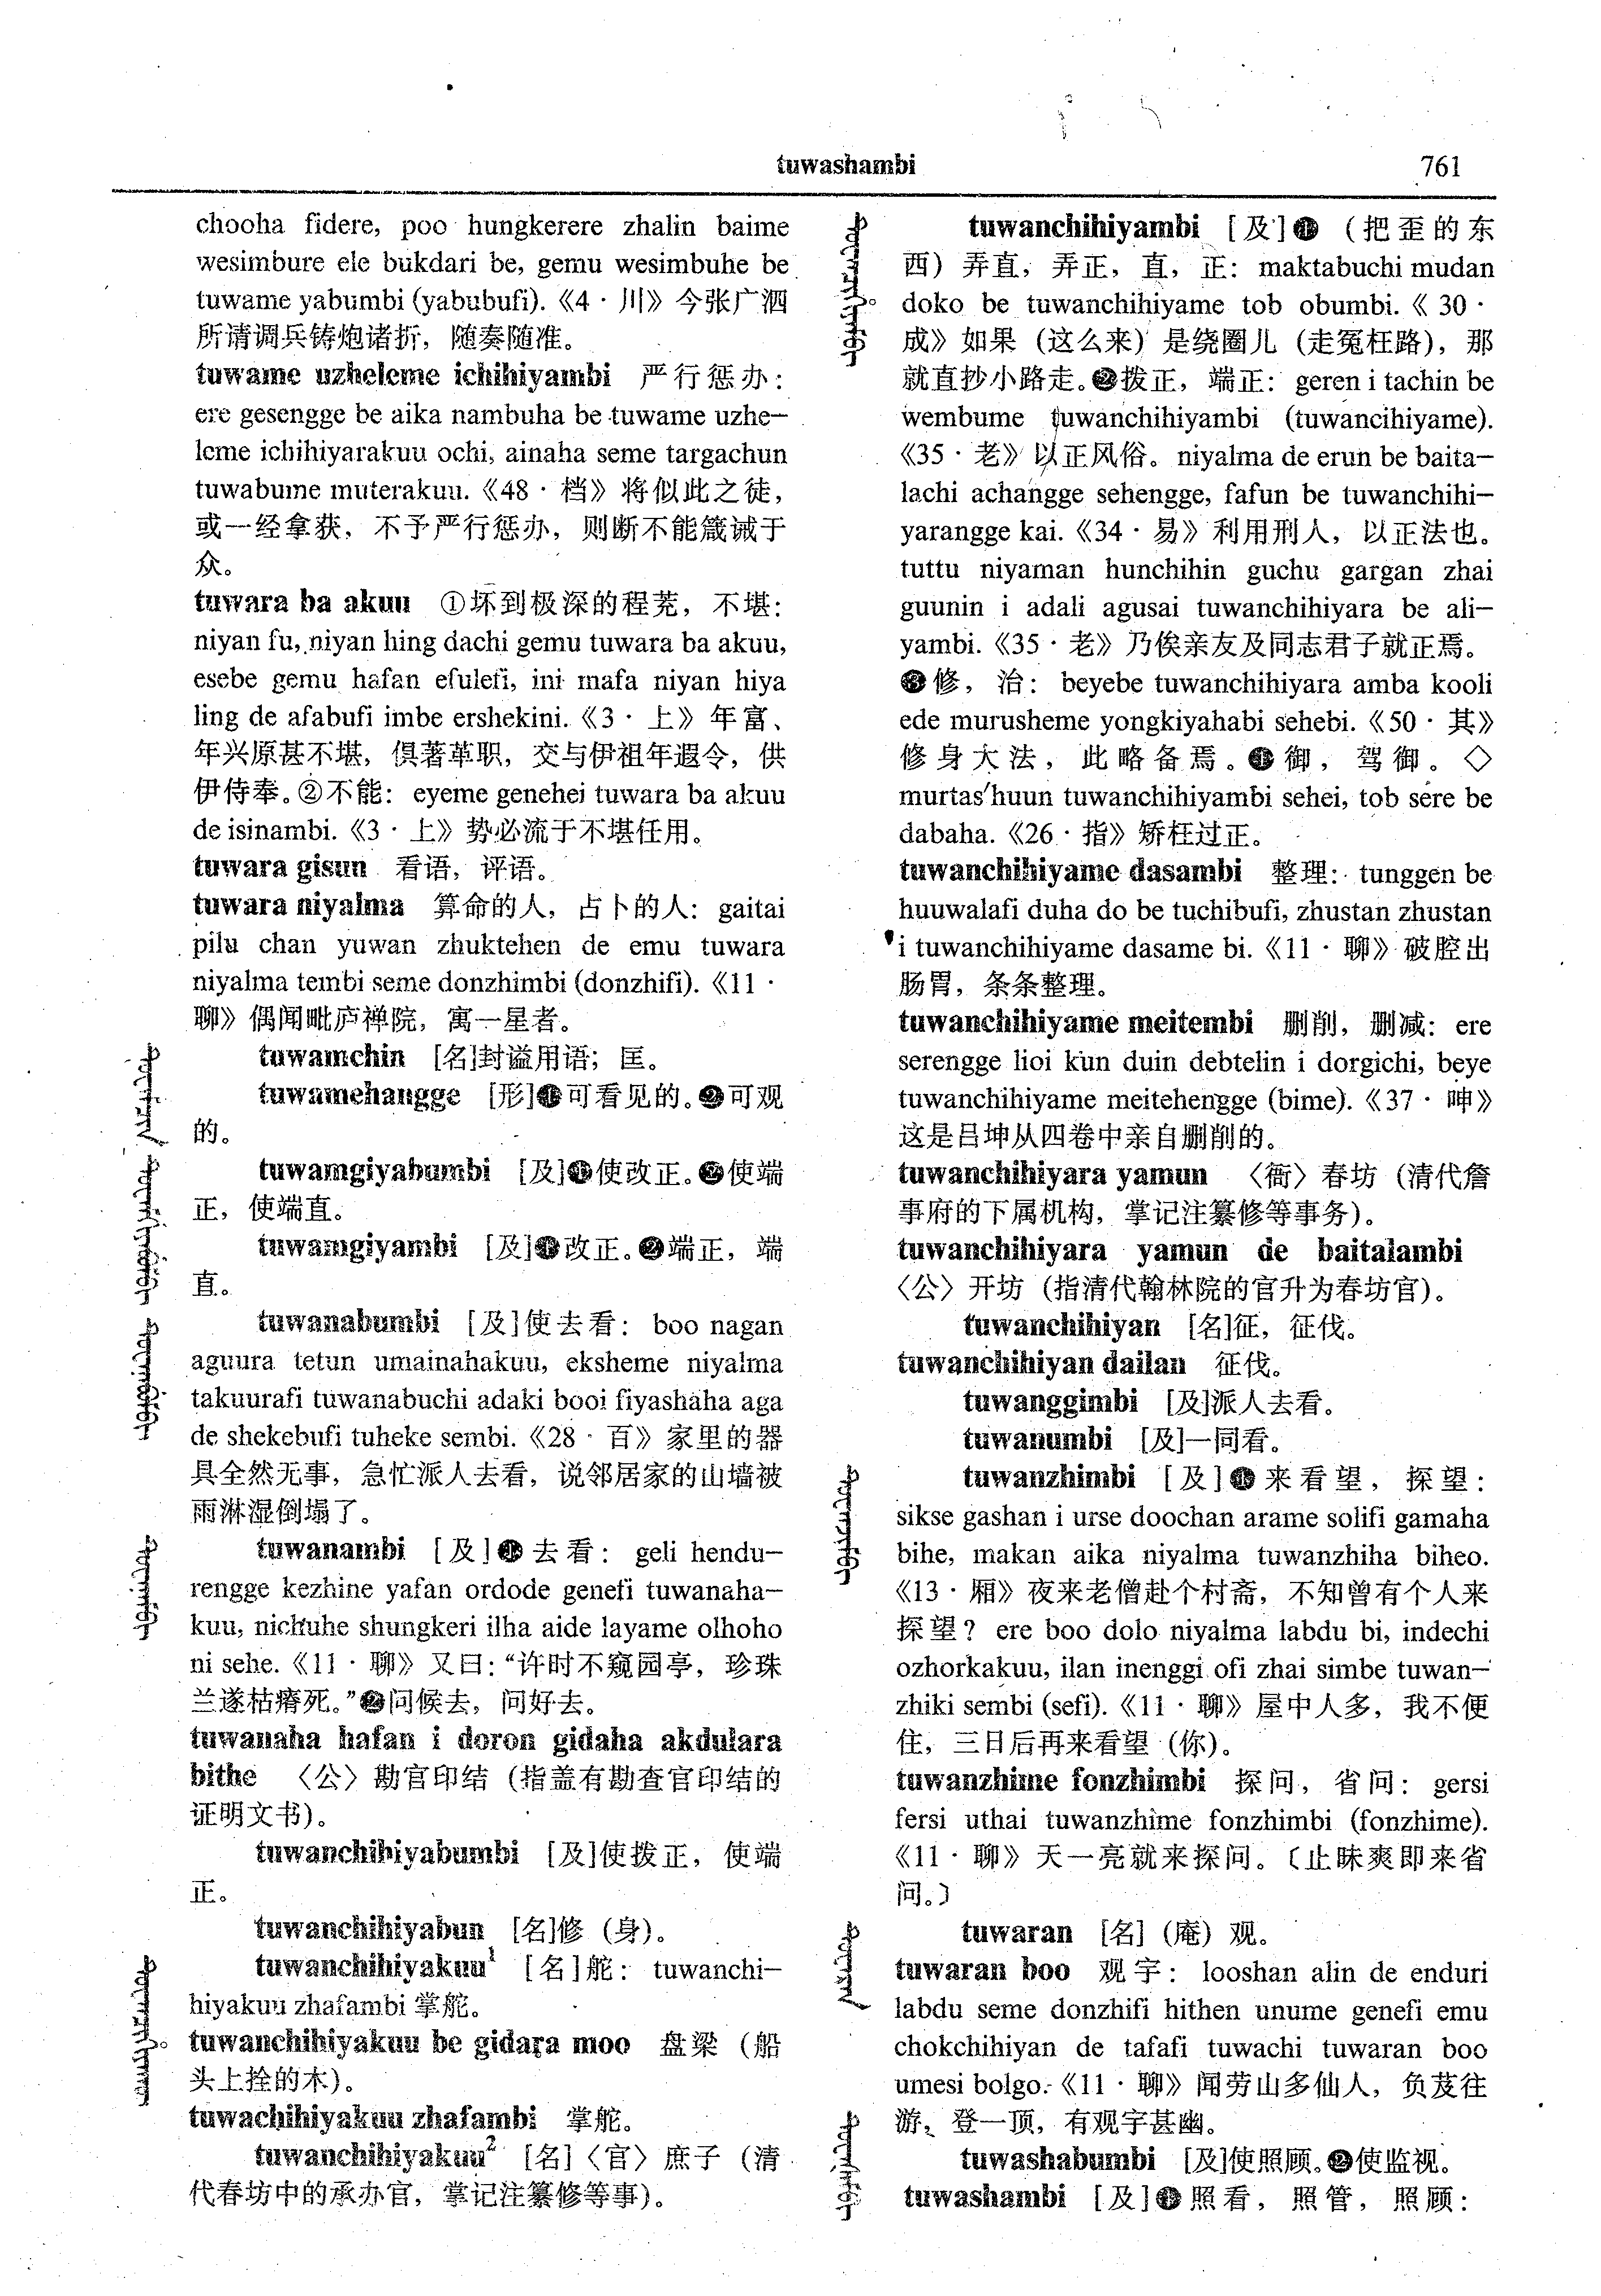 tuwashambi 761
chooha fidere, poo hungkerere zhalin baime
wesimbure ele bukdari be, gemu wesimbuhe be
tuwame yabumbi (yabubufi).《4·川》今张广泗
所请调兵铸炮诸折，随奏随准。
tuwame uzheleme ichihiyambi 严行惩办：
ere gesengge be aika nambuha be tuwame uzhe—
leme ichihiyarakuu ochi, ainaha seme targachun
tuwabume muterakuu.《48·档》将似此之徒，
或一经拿获，不予严行惩办，则断不能箴诫于
众。
tuwara ba akuu ①坏到极深的程芜，不堪：
niyan fu, niyan hing dachi gemu tuwara ba akuu,
esebe gemu hafan efulefi, ini mafa niyan hiya
ling de afabufi imbe ershekini.《3·上》年富、
年兴原甚不堪，俱著革职，交与伊祖年遐令，供
伊侍奉。②不能：eyeme genehei tuwara ba akuu
de isinambi.《3·上》势必流于不堪任用。
tuwara gisun 看语，评语。
tuwara niyalma 算命的人，占卜的人：gaitai
pilu chan yuwan zhuktehen de emu tuwara
niyalma tembi seme donzhimbi (donzhifi).《11·
聊》偶闻毗庐禅院，寓一星者。
tuwamchin [名]封谥用语；匡。
tuwamehangge [形]❶可看见的。❷可观
的。
tuwamgiyabumbi [及]❶使改正。❷使端
正，使端直。
tuwamgiyambi [及]❶改正。❷端正，端
直。
tuwanabumbi [及]使去看：boo nagan
aguura tetun umainahakuu, eksheme niyalma
takuurafi tuwanabuchi adaki booi fiyashaha aga
de shekebufi tuheke sembi.《28·百》家里的器
具全然无事，急忙派人去看，说邻居家的山墙被
雨淋湿倒塌了。
tuwanambi [及]❶去看：geli hendu—
rengge kezhine yafan ordode genefi tuwanaha—
kuu, nichuhe shungkeri ilha aide layame olhoho
ni sehe.《11·聊》又曰：“许时不窥园亭，珍珠
兰遂枯瘠死。”❷问候去，问好去。
tuwanaha hafan i doron gidaha akdulara
bithe 〈公〉勘官印结（指盖有勘查官印结的
证明文书）。
tuwanchihiyabumbi [及]使拨正，使端
正。
tuwanchihiyabun [名]修（身）。
tuwanchihiyakuu¹ [名]舵：tuwanchi—
hiyakuu zhafambi 掌舵。
tuwanchihiyakuu be gidara moo 盘梁（船
头上拴的木）。
tuwachihiyakuu zhafambi 掌舵。
tuwanchihiyakuu² [名]〈官〉庶子（清
代春坊中的承办官，掌记注纂修等事）。
tuwanchihiyambi [及]❶（把歪的东
西）弄直，弄正，直，正：maktabuchi mudan
doko be tuwanchihiyame tob obumbi.《30·
成》如果（这么来）是绕圈儿（走冤枉路），那
就直抄小路走。❷拨正，端正：geren i tachin be
wembume tuwanchihiyambi (tuwancihiyame).
《35·老》以正风俗。niyalma de erun be baita—
lachi achangge sehengge, fafun be tuwanchihi—
yarangge kai.《34·易》利用刑人，以正法也。
tuttu niyaman hunchihin guchu gargan zhai
guunin i adali agusai tuwanchihiyara be ali—
yambi.《35·老》乃俟亲友及同志君子就正焉。
❸修，治：beyebe tuwanchihiyara amba kooli
ede murusheme yongkiyahabi sehebi.《50·其》
修身大法，此略备焉。❹御，驾御。◇
murtas'huun tuwanchihiyambi sehei, tob sere be
dabaha.《26·指》矫枉过正。
tuwanchihiyame dasambi 整理：tunggen be
huuwalafi duha do be tuchibufi, zhustan zhustan
i tuwanchihiyame dasame bi.《11·聊》破腔出
肠胃，条条整理。
tuwanchihiyame meitembi 删削，删减：ere
serengge lioi kun duin debtelin i dorgichi, beye
tuwanchihiyame meitehengge (bime).《37·呻》
这是吕坤从四卷中亲自删削的。
tuwanchihiyara yamun 〈衙〉春坊（清代詹
事府的下属机构，掌记注纂修等事务）。
tuwanchihiyara yamun de baitalambi
〈公〉开坊（指清代翰林院的官升为春坊官）。
tuwanchihiyan [名]征，征伐。
tuwanchihiyan dailan 征伐。
tuwanggimbi [及]派人去看。
tuwanumbi [及]一同看。
tuwanzhimbi [及]❶来看望，探望：
sikse gashan i urse doochan arame solifi gamaha
bihe, makan aika niyalma tuwanzhiha biheo.
《13·厢》夜来老僧赴个村斋，不知曾有个人来
探望？ere boo dolo niyalma labdu bi, indechi
ozhorkakuu, ilan inenggi ofi zhai simbe tuwan—
zhiki sembi (sefi).《11·聊》屋中人多，我不便
住，三日后再来看望（你）。
tuwanzhime fonzhimbi 探问，省问：gersi
fersi uthai tuwanzhime fonzhimbi (fonzhime).
《11·聊》天一亮就来探问。〔止昧爽即来省
问。〕
tuwaran [名]（庵）观。
tuwaran boo 观宇：looshan alin de enduri
labdu seme donzhifi hithen unume genefi emu
chokchihiyan de tafafi tuwachi tuwaran boo
umesi bolgo.《11·聊》闻劳山多仙人，负芨往
游，登一顶，有观宇甚幽。
tuwashabumbi [及]使照顾。❷使监视。
tuwashambi [及]❶照看，照管，照顾：